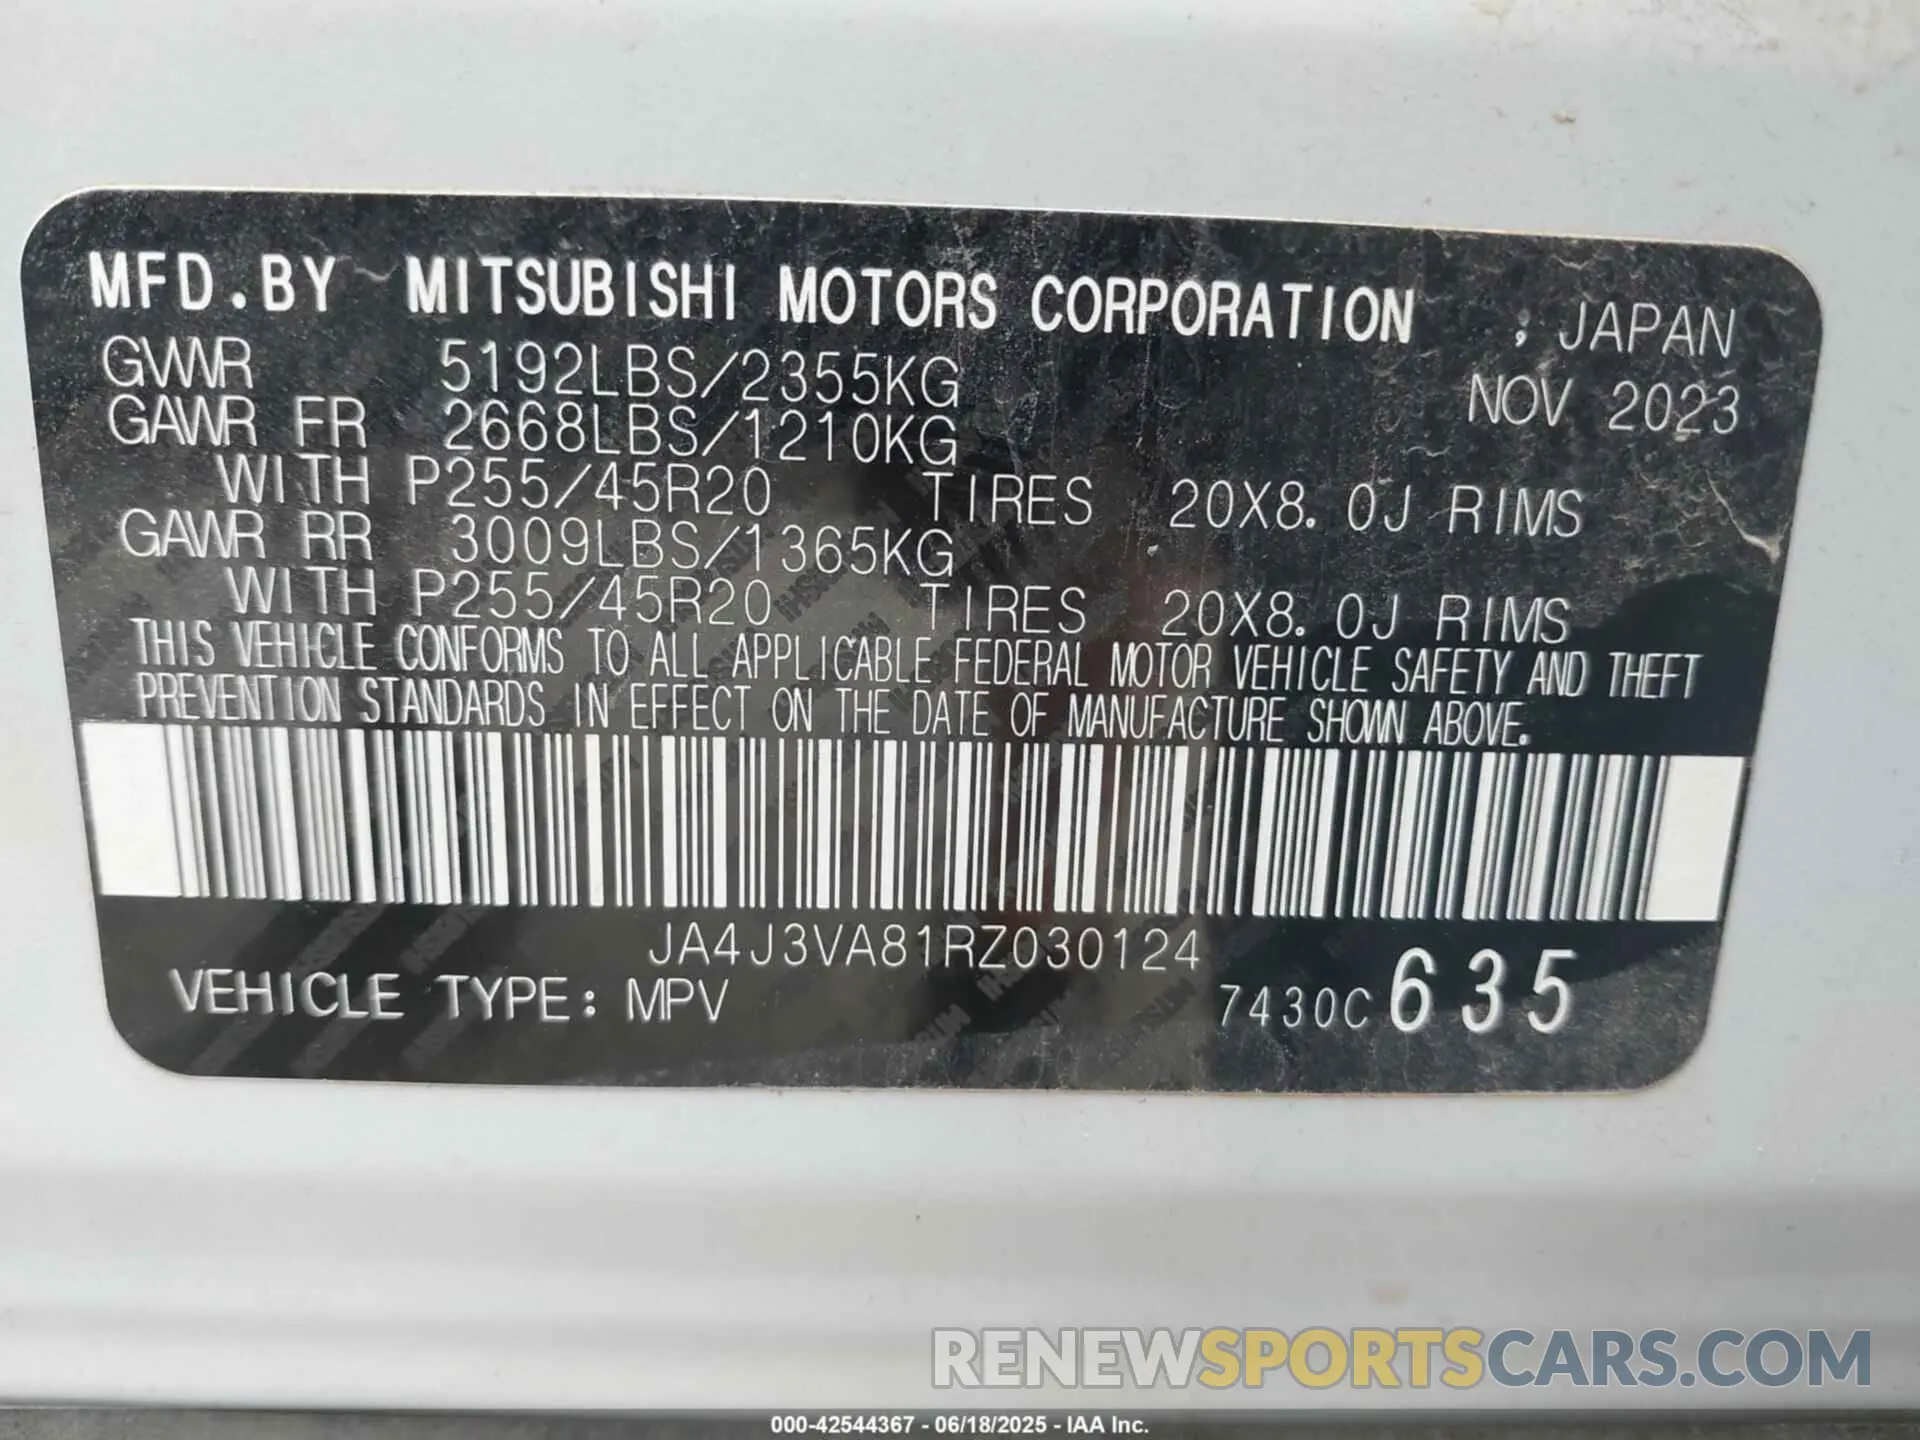 MFD.BY MITSUBISHI MOTORS CORPORATION , JAPAN
GVWR 5192LBS/2355KG NOV 2023
GAWR FR 2668LBS/1210KG
WITH P255/45R20 TIRES 20X8.0J RIMS
GAWR RR 3009LBS/1365KG
WITH P255/45R20 TIRES 20X8.0J RIMS
THIS VEHICLE CONFORMS TO ALL APPLICABLE FEDERAL MOTOR VEHICLE SAFETY AND THEFT
PREVENTION STANDARDS IN EFFECT ON THE DATE OF MANUFACTURE SHOWN ABOVE.
JA4J3VA81RZ030124
VEHICLE TYPE: MPV 7430C 635
RENEWSPORTSCARS.COM
000-42544367 - 06/18/2025 - IAA Inc.